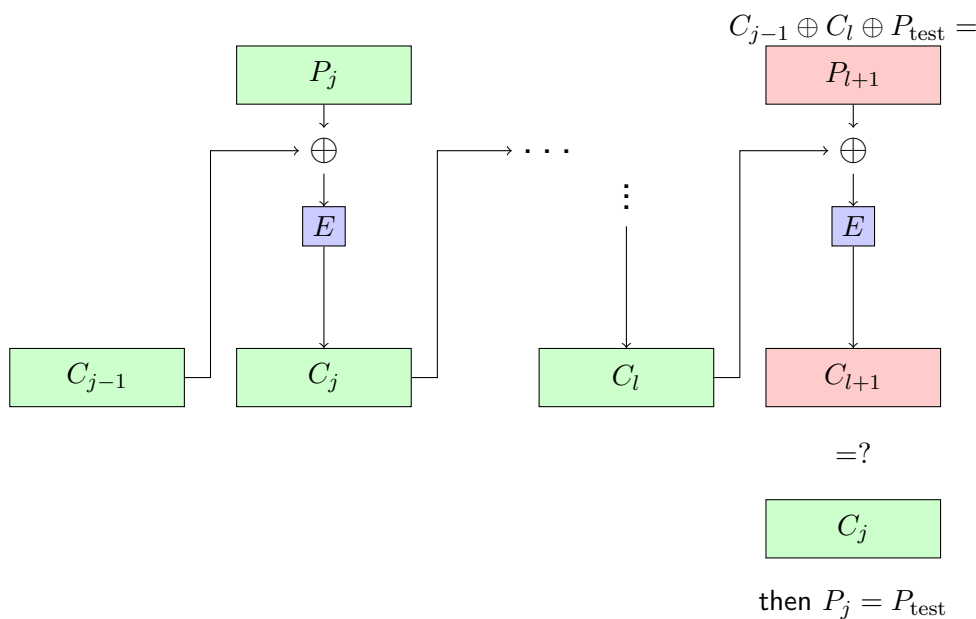 C_{j−1} ⊕ C_l ⊕ P_test =
P_j
P_{l+1}
⊕
· · ·
⊕
⋮
E
E
C_{j−1}
C_j
C_l
C_{l+1}
=?
C_j
then P_j = P_test